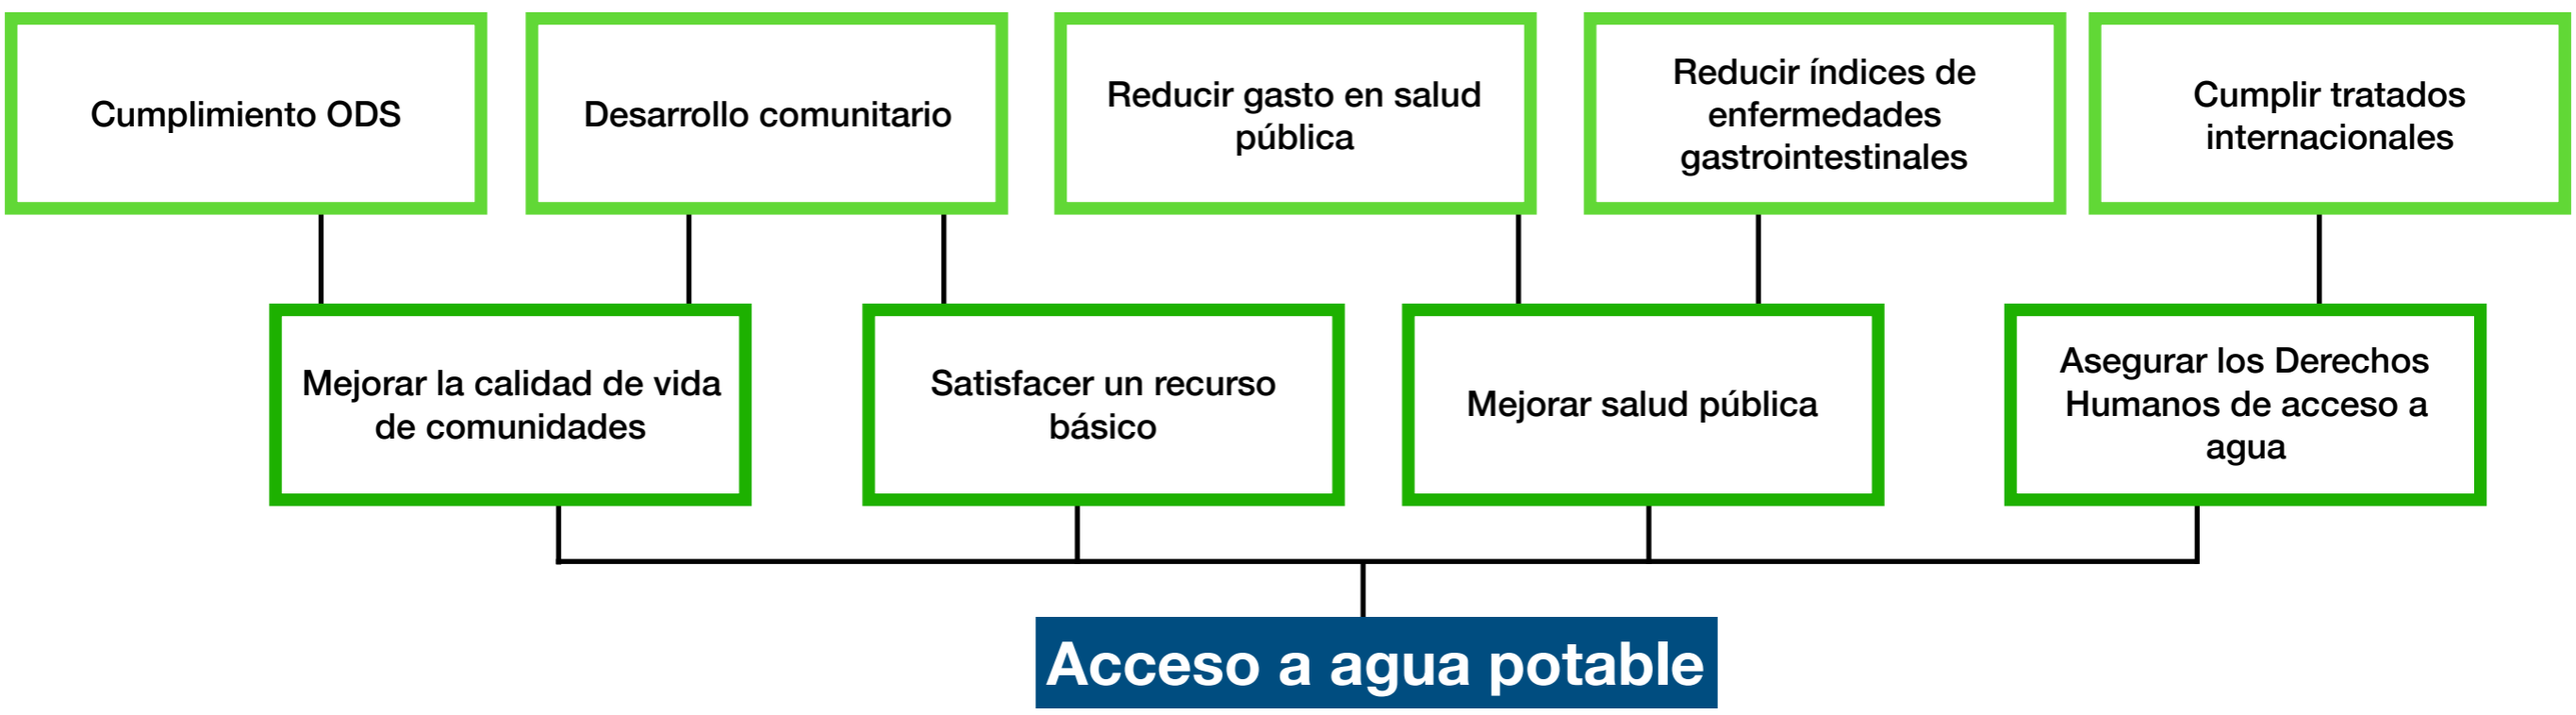 Cumplimiento ODS
Desarrollo comunitario
Reducir gasto en salud
pública
Reducir índices de
enfermedades
gastrointestinales
Cumplir tratados
internacionales
Mejorar la calidad de vida
de comunidades
Satisfacer un recurso
básico
Mejorar salud pública
Asegurar los Derechos
Humanos de acceso a
agua
Acceso a agua potable